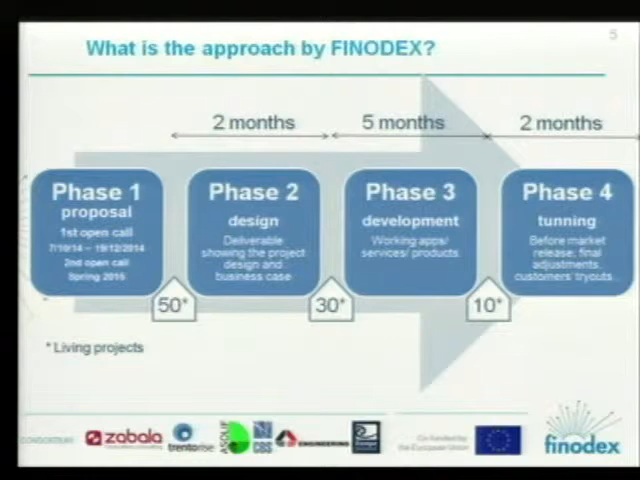 5
What is the approach by FINODEX?
2 months
5 months
2 months
Phase 1
proposal
1st open call
7/10/14 – 19/12/2014
2nd open call
Spring 2015
Phase 2
design
Deliverable
showing the project
design and
business case
Phase 3
development
Working apps/
services/ products
Phase 4
tunning
Before market
release, final
adjustments,
customers' tryouts...
50*
30*
10*
* Living projects
CONSORTIUM
zabala
trentorise
ASOLIF
CBS
ENGINEERING
Co-funded by
the European Union
finodex